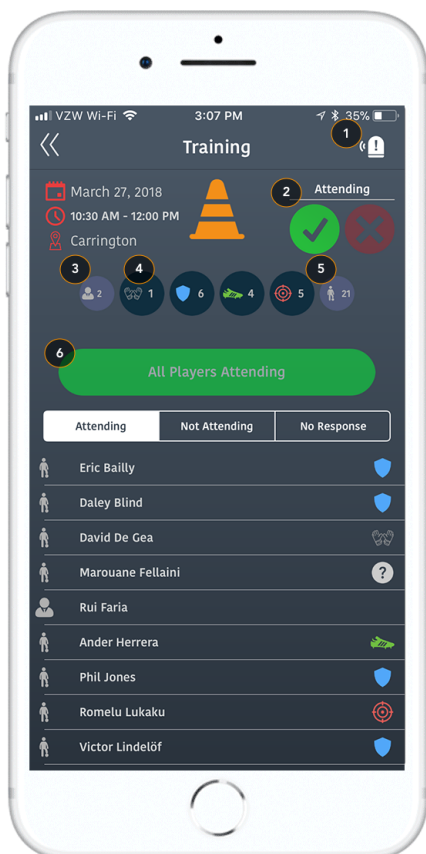 VZW Wi-Fi 3:07 PM 35%
1
Training
March 27, 2018
2 Attending
10:30 AM - 12:00 PM
Carrington
3 4 5
2 1 6 4 5 21
6
All Players Attending
Attending Not Attending No Response
Eric Bailly
Daley Blind
David De Gea
Marouane Fellaini ?
Rui Faria
Ander Herrera
Phil Jones
Romelu Lukaku
Victor Lindelöf